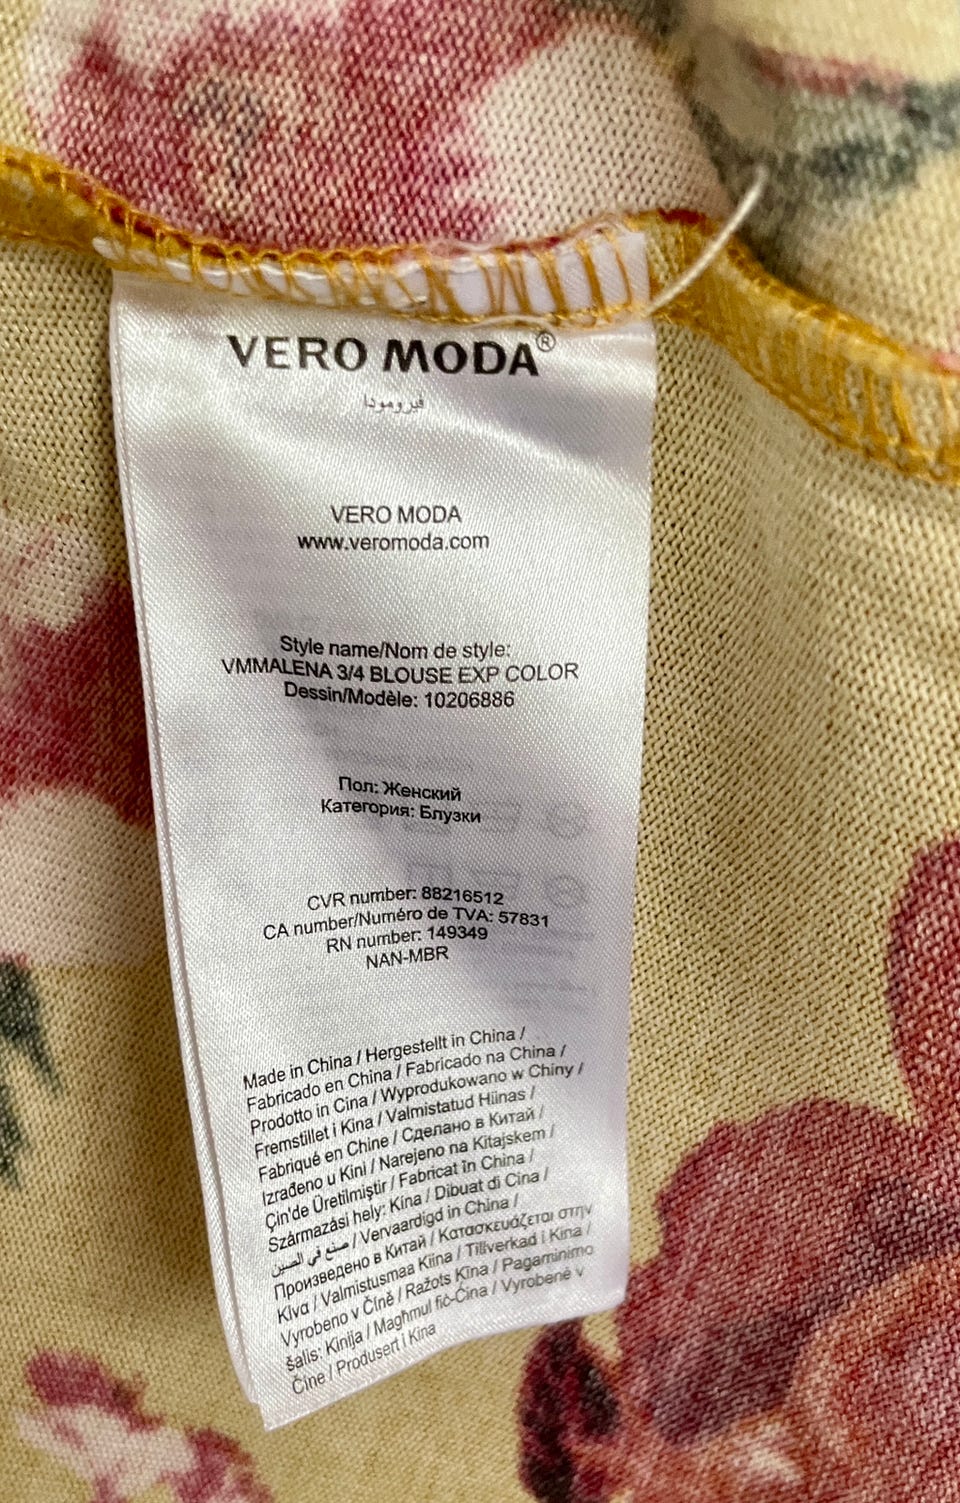 VERO MODA®
فيرومودا
VERO MODA
www.veromoda.com
Style name/Nom de style:
VMMALENA 3/4 BLOUSE EXP COLOR
Dessin/Modèle: 10206886
Пол: Женский
Категория: Блузки
CVR number: 88216512
CA number/Numéro de TVA: 57831
RN number: 149349
NAN-MBR
Made in China / Hergestellt in China /
Fabricado en China / Fabricado na China /
Prodotto in Cina / Wyprodukowano w Chiny /
Fremstillet i Kina / Valmistatud Hiinas /
Fabriqué en Chine / Сделано в Китай /
Izrađeno u Kini / Narejeno na Kitajskem /
Çin'de Üretilmiştir / Fabricat în China /
Származási hely: Kína / Dibuat di Cina /
صنع في الصين / Vervaardigd in China /
Произведено в Китай / Κατασκευάζεται στην
Κίνα / Valmistusmaa Kiina / Tillverkad i Kina /
Vyrobeno v Číně / Ražots Ķīna / Pagaminimo
šalis: Kinija / Magħmul fiċ-Ċina / Vyrobené v
Číne / Produsert i Kina